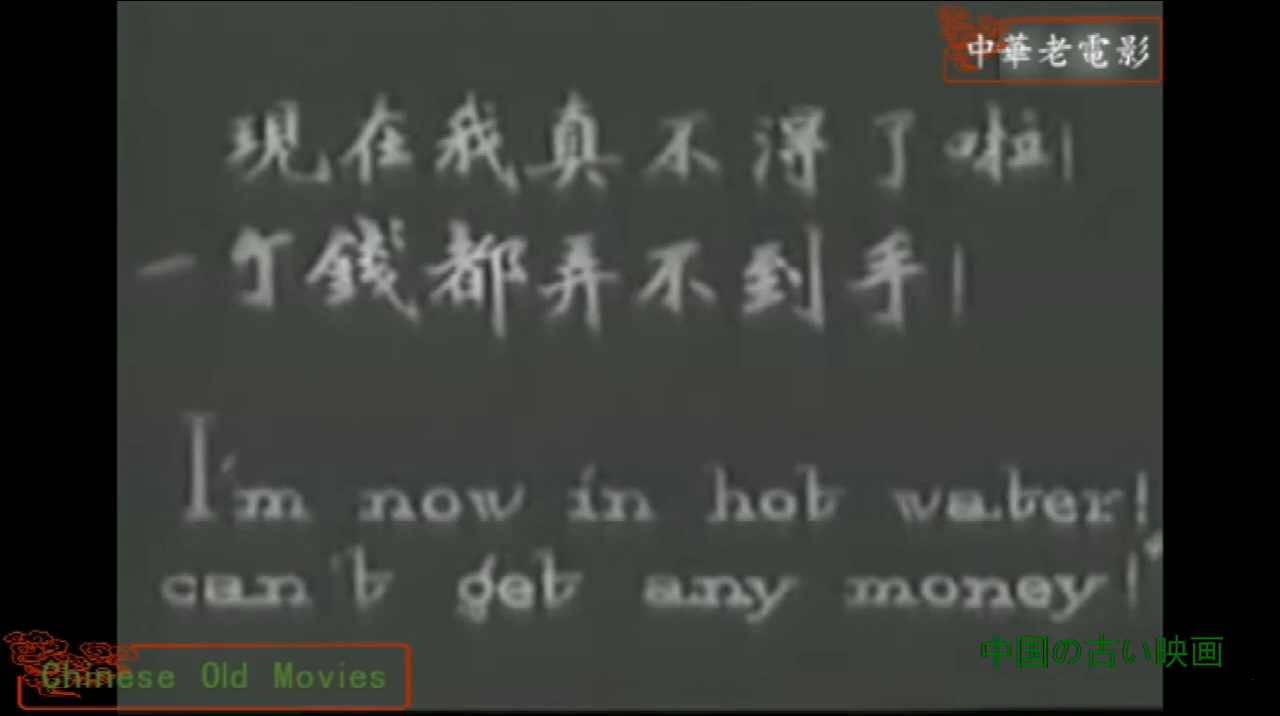 中華老電影
現在我真不得了啦!
一个錢都弄不到手!
I'm now in hot water!
can't get any money!"
中国の古い映画
Chinese Old Movies